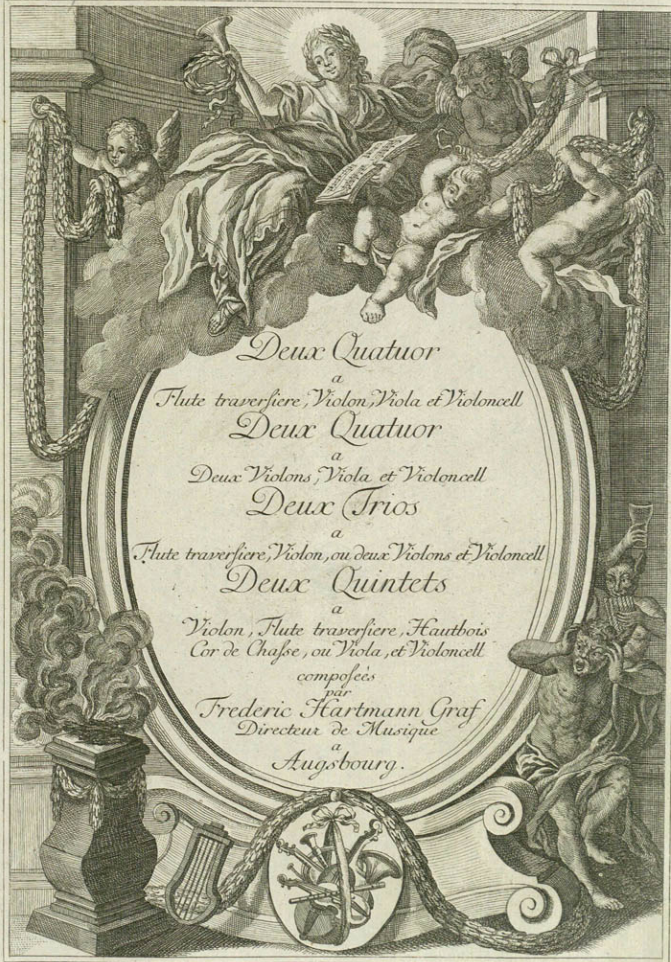 Deux Quatuor
a
Flute traverſiere, Violon, Viola et Violoncell
Deux Quatuor
a
Deux Violons, Viola et Violoncell
Deux Trios
a
Flute traverſiere, Violon, ou deux Violons et Violoncell
Deux Quintets
a
Violon, Flute traverſiere, Hautbois
Cor de Chaſse, ou Viola, et Violoncell
compoſeès
par
Frederic Hartmann Graf
Directeur de Musique
a
Augsbourg.